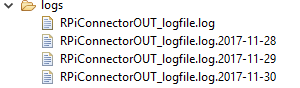 logs
RPiConnectorOUT_logfile.log
RPiConnectorOUT_logfile.log.2017-11-28
RPiConnectorOUT_logfile.log.2017-11-29
RPiConnectorOUT_logfile.log.2017-11-30